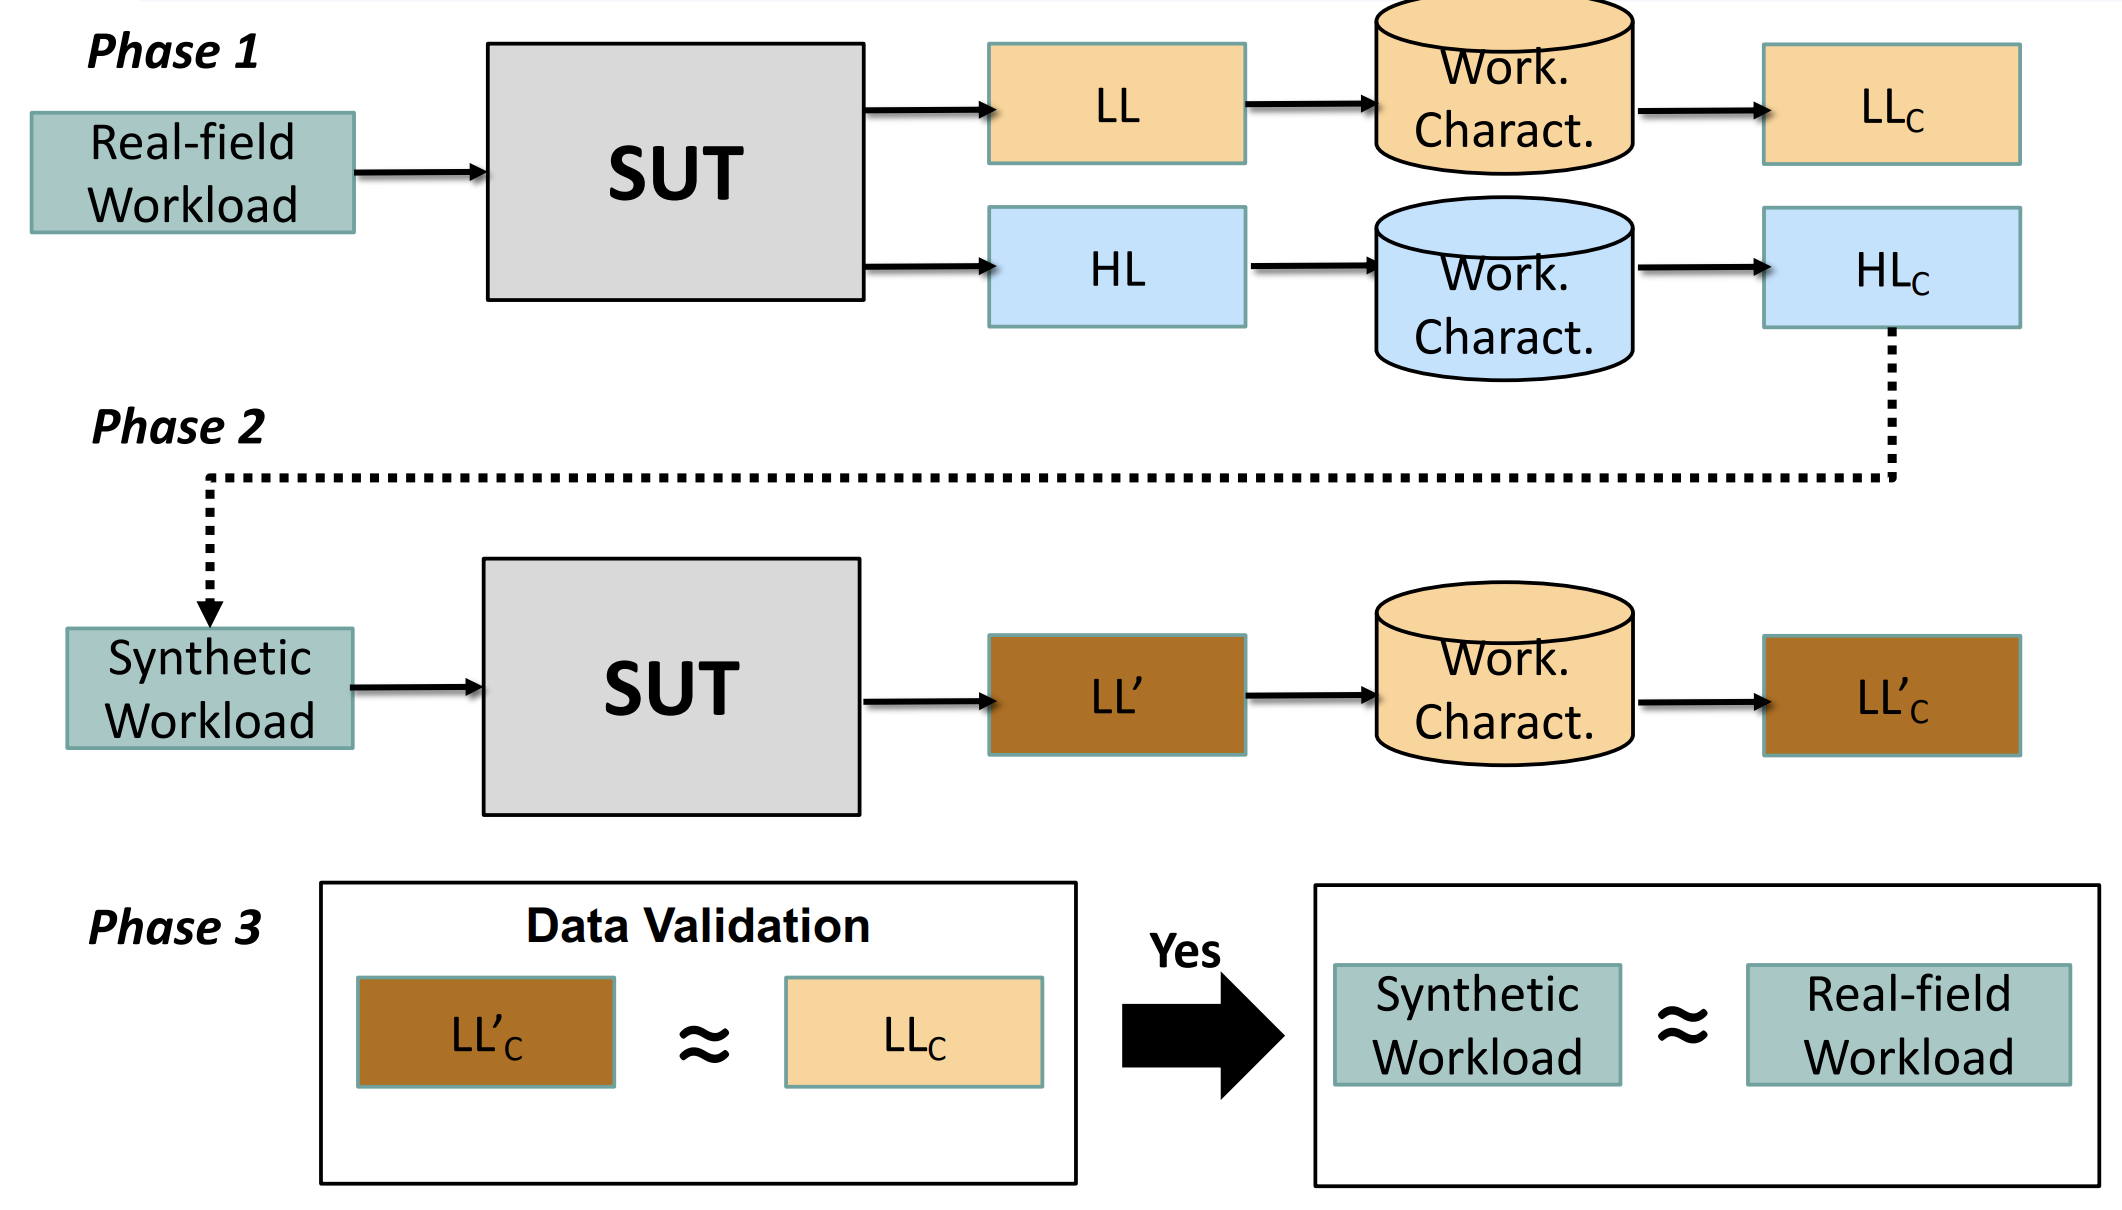 Phase 1
Real-field
Workload
SUT
LL
Work.
Charact.
LL_C
HL
Work.
Charact.
HL_C
Phase 2
Synthetic
Workload
SUT
LL’
Work.
Charact.
LL’_C
Phase 3
Data Validation
LL’_C
≈
LL_C
Yes
Synthetic
Workload
≈
Real-field
Workload